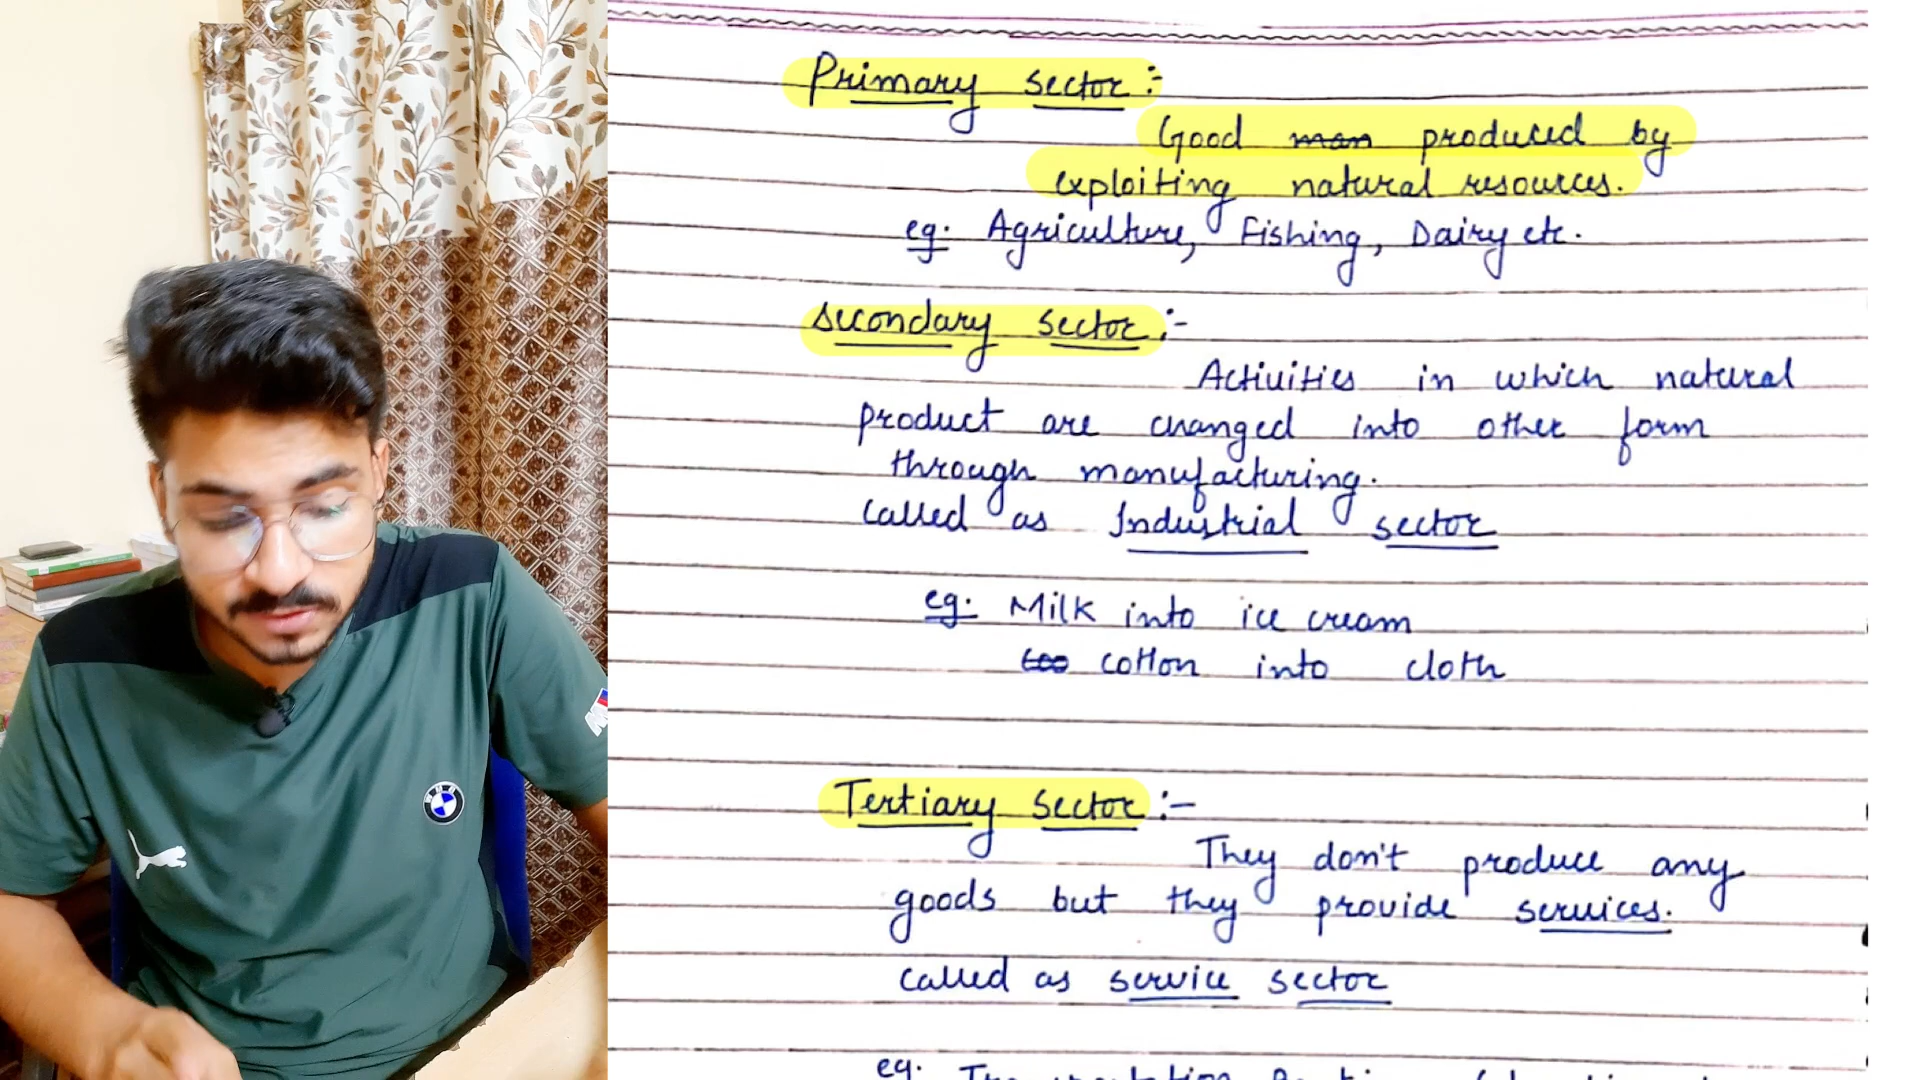 Primary sector :-
Good man produced by
exploiting natural resources.
eg. Agriculture, Fishing, Dairy etc.
Secondary sector :-
Activities in which natural
product are changed into other form
through manufacturing.
called as Industrial sector
eg. Milk into ice cream
too cotton into cloth
Tertiary sector :-
They don't produce any
goods but they provide services.
called as service sector
eg.
BMW
M